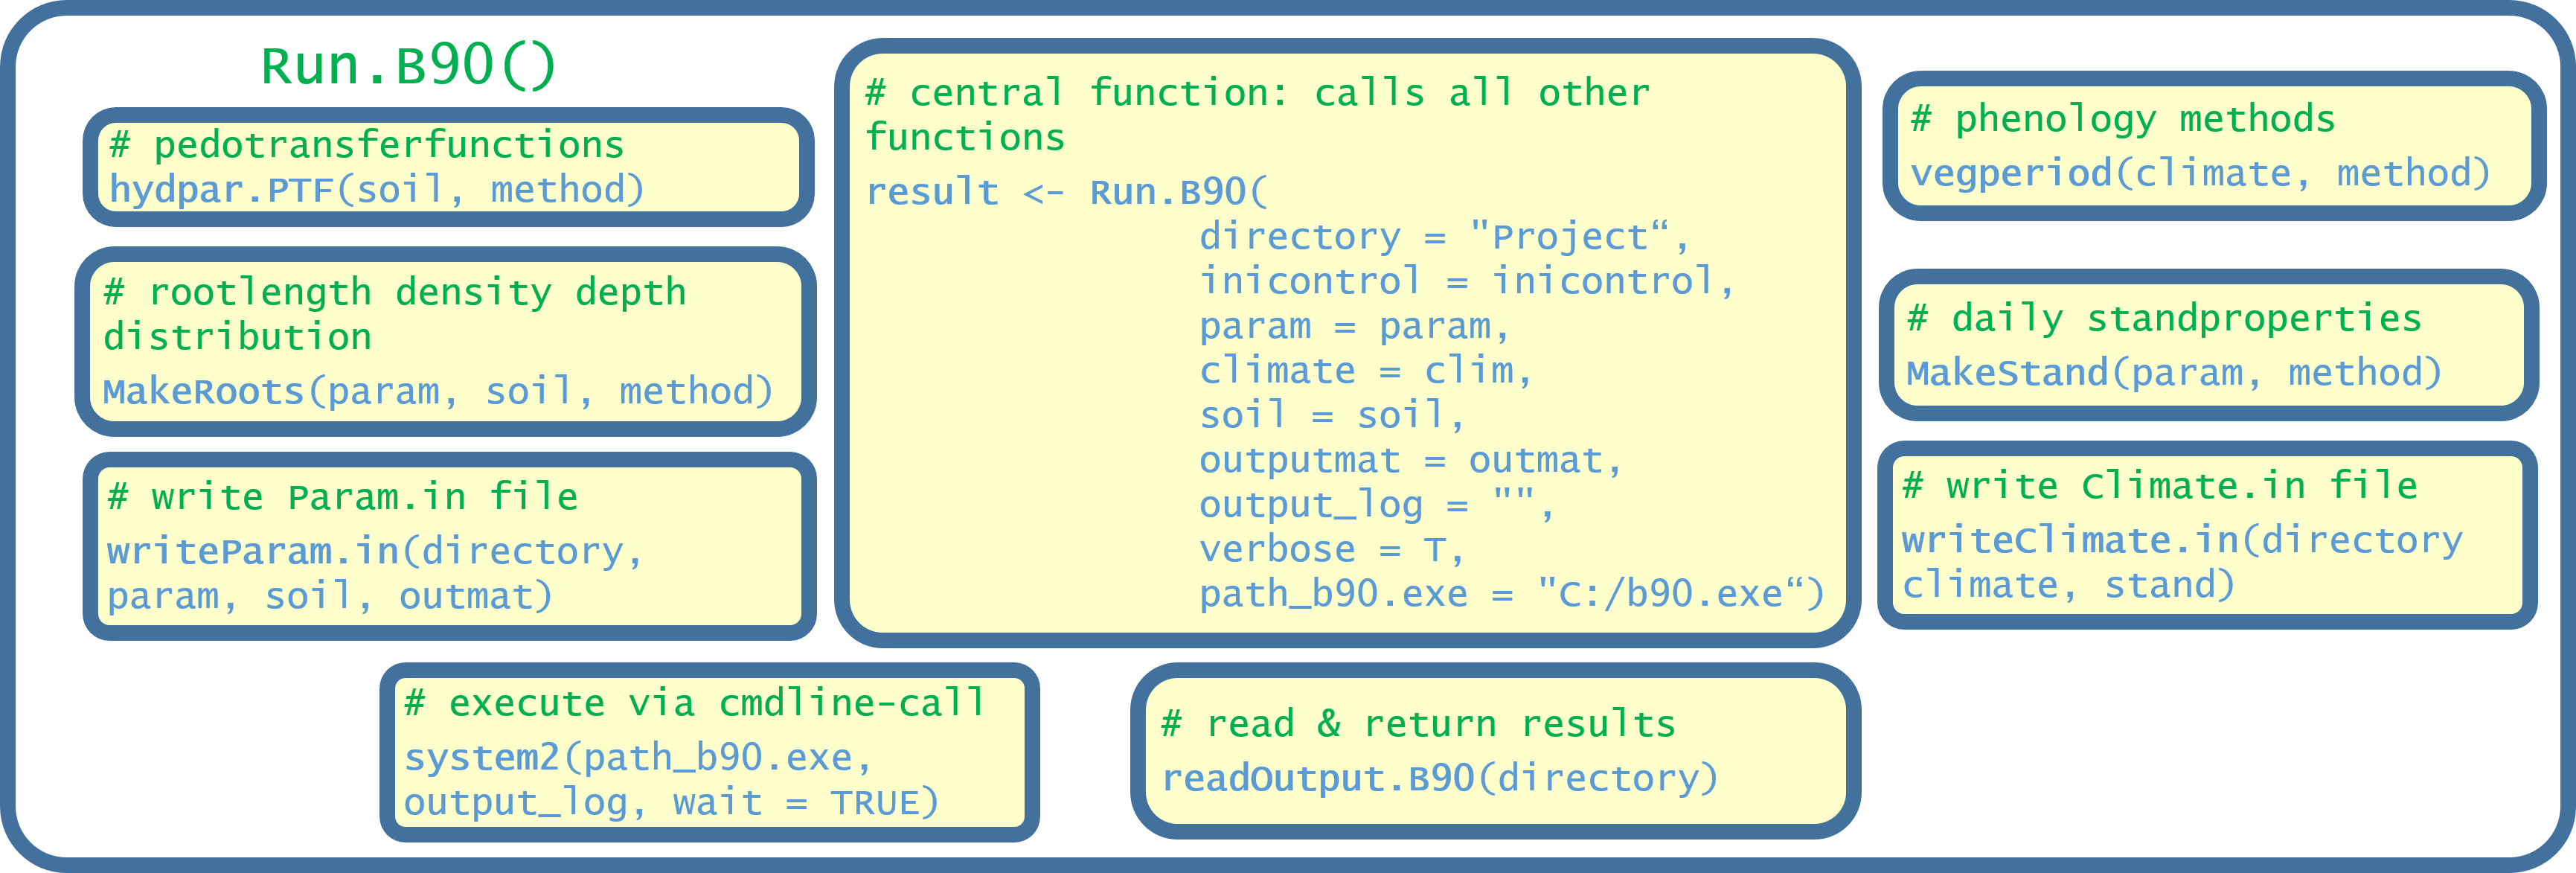 Run.B90()
# pedotransferfunctions
hydpar.PTF(soil, method)
# rootlength density depth
distribution
MakeRoots(param, soil, method)
# write Param.in file
writeParam.in(directory,
param, soil, outmat)
# central function: calls all other
functions
result <- Run.B90(
directory = "Project“,
inicontrol = inicontrol,
param = param,
climate = clim,
soil = soil,
outputmat = outmat,
output_log = "",
verbose = T,
path_b90.exe = "C:/b90.exe“)
# phenology methods
vegperiod(climate, method)
# daily standproperties
MakeStand(param, method)
# write Climate.in file
writeClimate.in(directory
climate, stand)
# execute via cmdline-call
system2(path_b90.exe,
output_log, wait = TRUE)
# read & return results
readOutput.B90(directory)